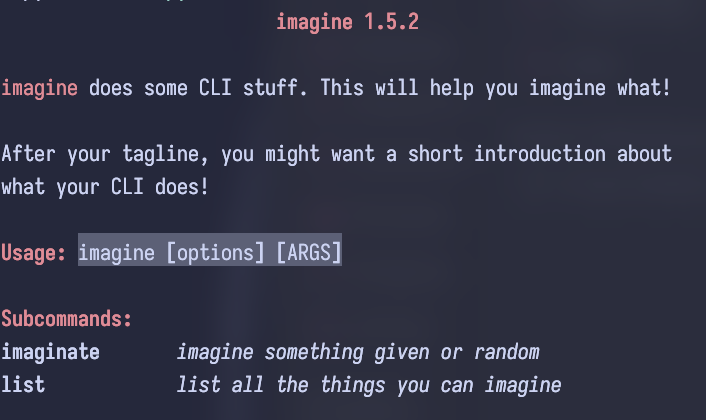 imagine 1.5.2
imagine does some CLI stuff. This will help you imagine what!
After your tagline, you might want a short introduction about
what your CLI does!
Usage: imagine [options] [ARGS]
Subcommands:
imaginate imagine something given or random
list list all the things you can imagine